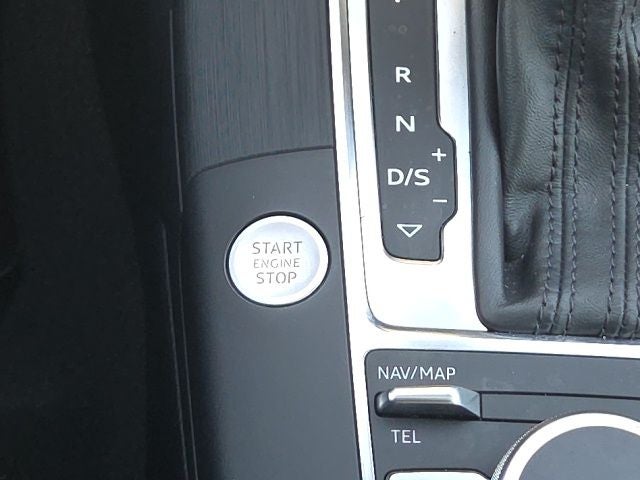 R
N
+
D/S
−
START
ENGINE
STOP
NAV/MAP
TEL